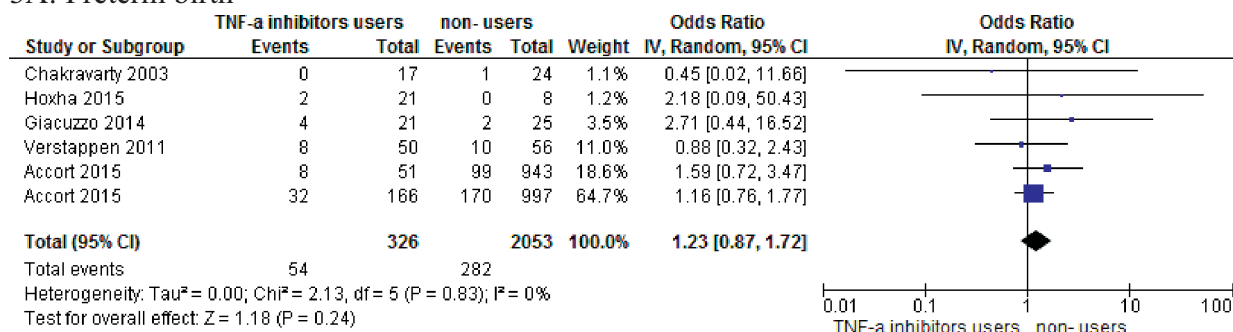 3A: Preterm birth
TNF-a inhibitors users non- users Odds Ratio Odds Ratio
Study or Subgroup Events Total Events Total Weight IV, Random, 95% CI IV, Random, 95% CI
Chakravarty 2003 0 17 1 24 1.1% 0.45 [0.02, 11.66]
Hoxha 2015 2 21 0 8 1.2% 2.18 [0.09, 50.43]
Giacuzzo 2014 4 21 2 25 3.5% 2.71 [0.44, 16.52]
Verstappen 2011 8 50 10 56 11.0% 0.88 [0.32, 2.43]
Accort 2015 8 51 99 943 18.6% 1.59 [0.72, 3.47]
Accort 2015 32 166 170 997 64.7% 1.16 [0.76, 1.77]
Total (95% CI) 326 2053 100.0% 1.23 [0.87, 1.72]
Total events 54 282
Heterogeneity: Tau² = 0.00; Chi² = 2.13, df = 5 (P = 0.83); I² = 0%
Test for overall effect: Z = 1.18 (P = 0.24)
0.01 0.1 1 10 100
TNF-a inhibitors users non- users